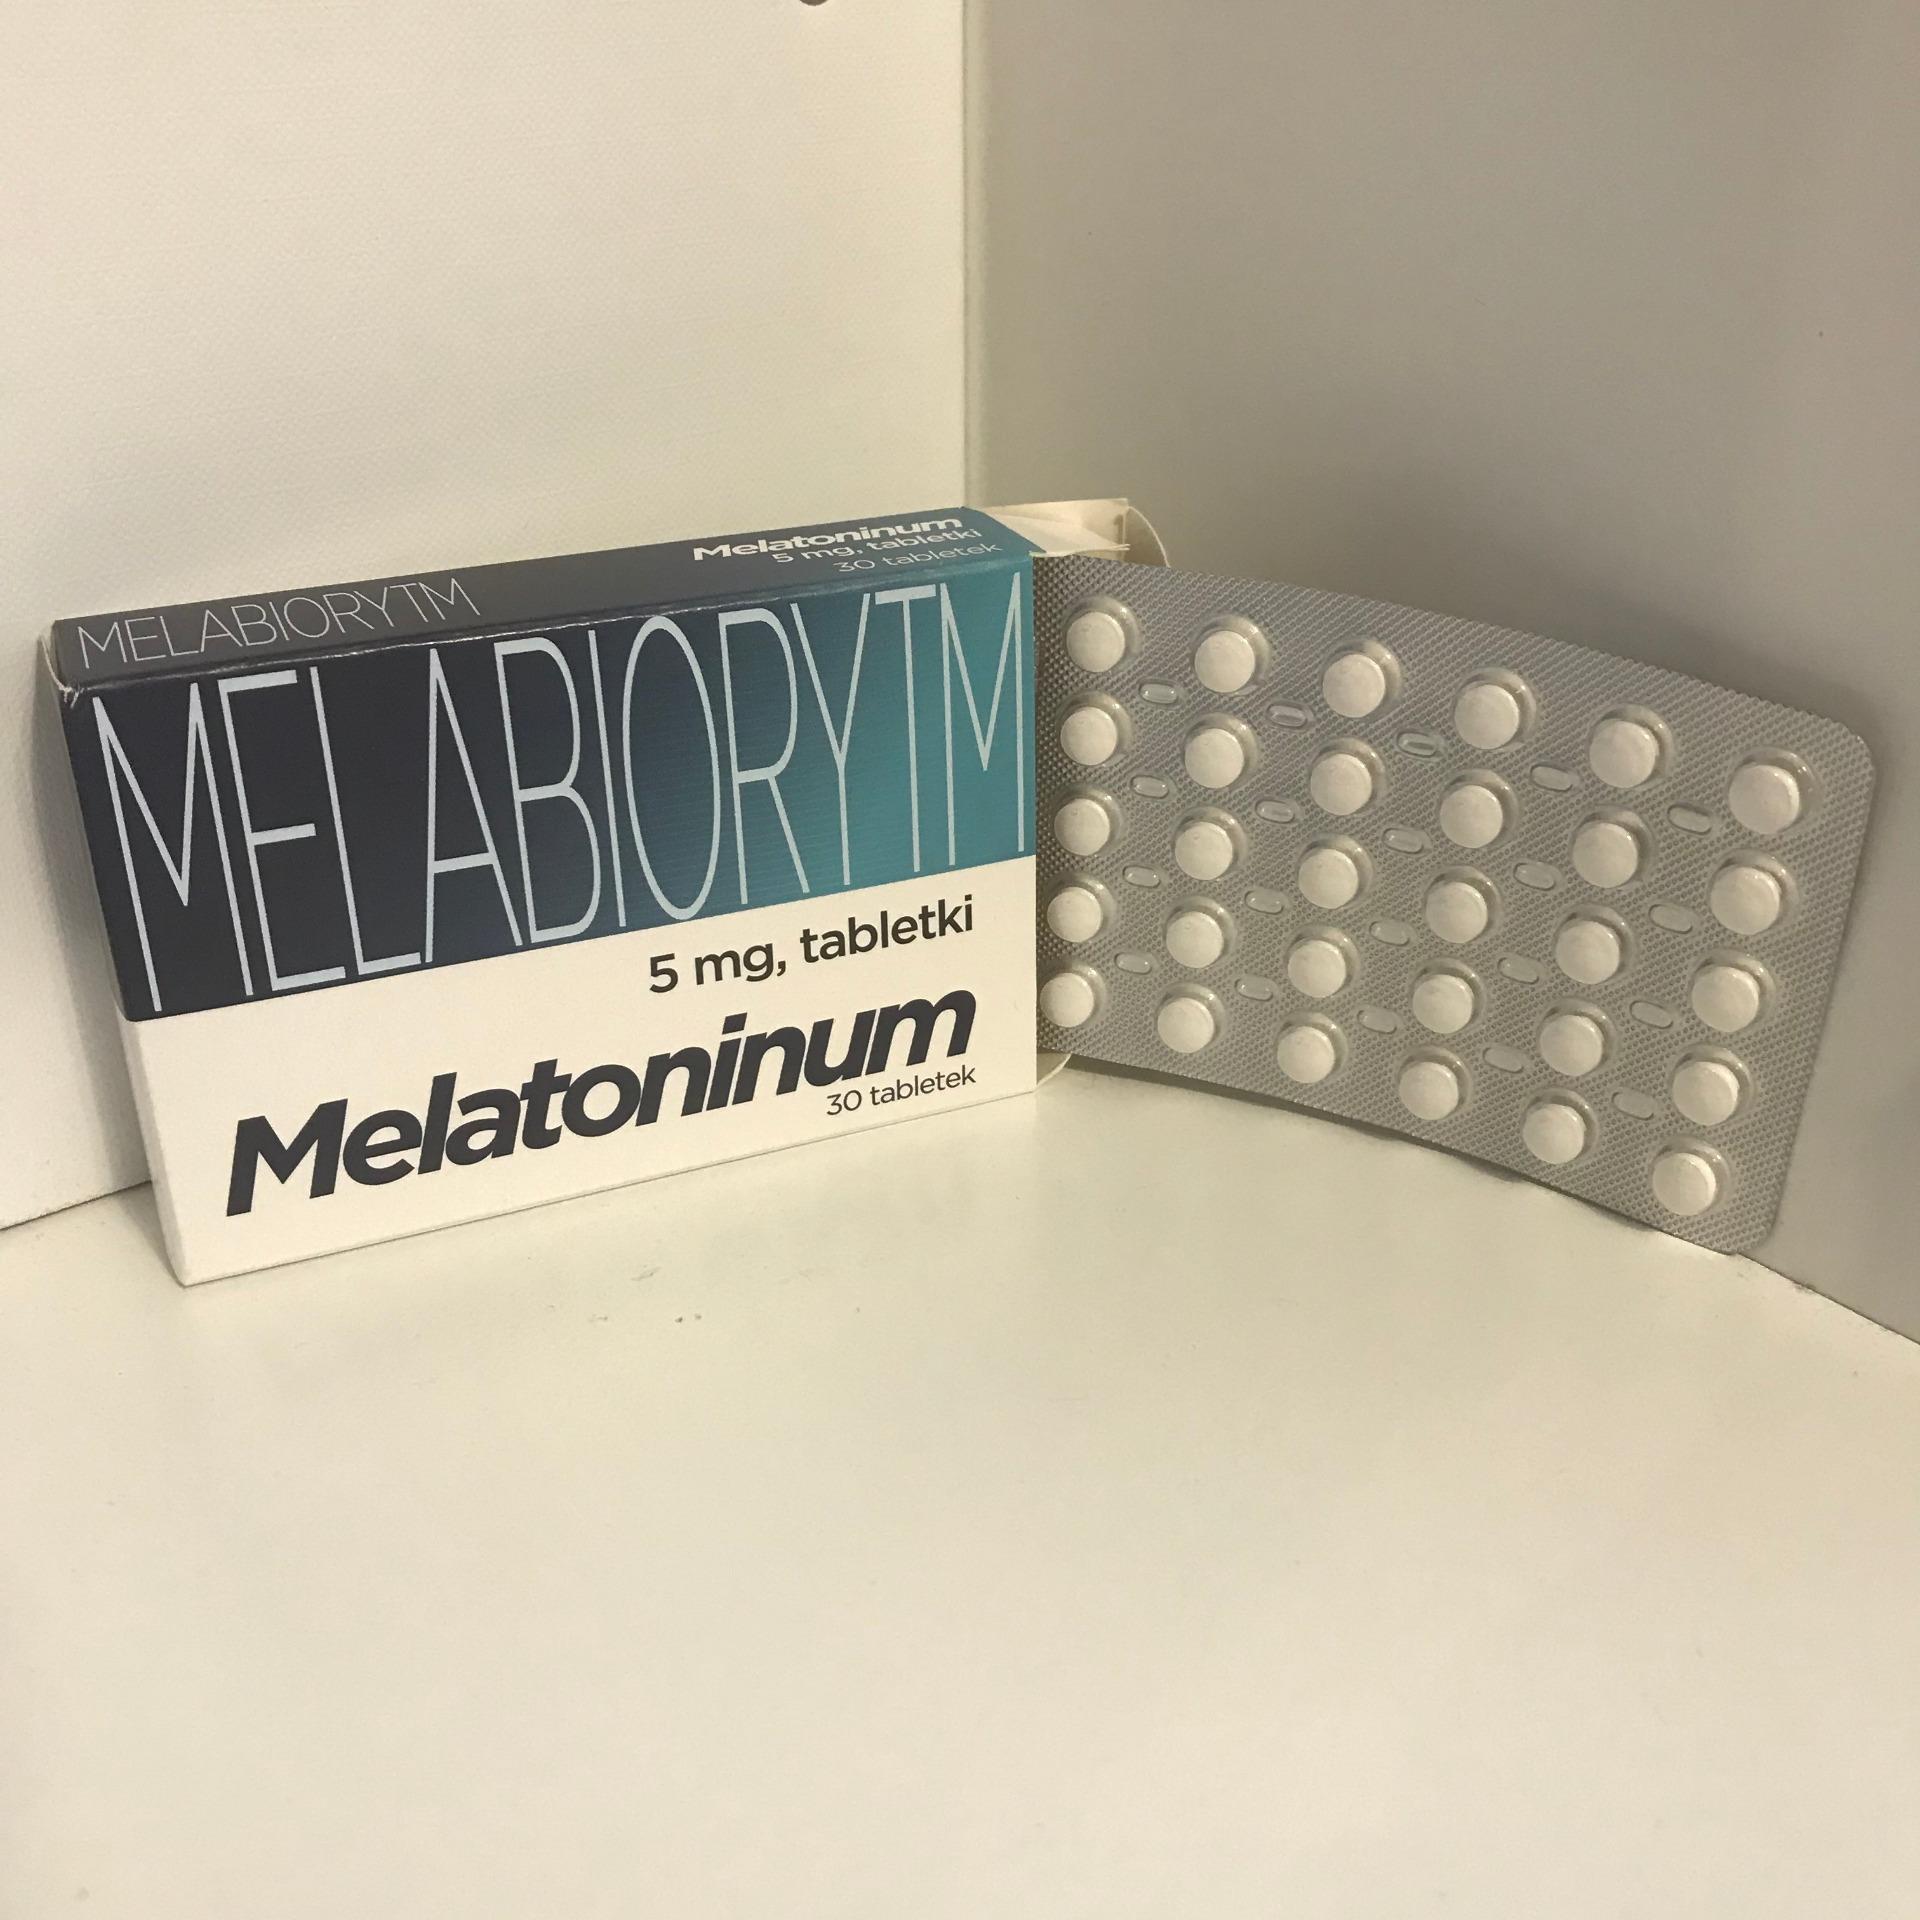 MELABIORYTM
Melatoninum
5 mg, tabletki
30 tabletek
MELABIORYTM
5 mg, tabletki
Melatoninum
30 tabletek